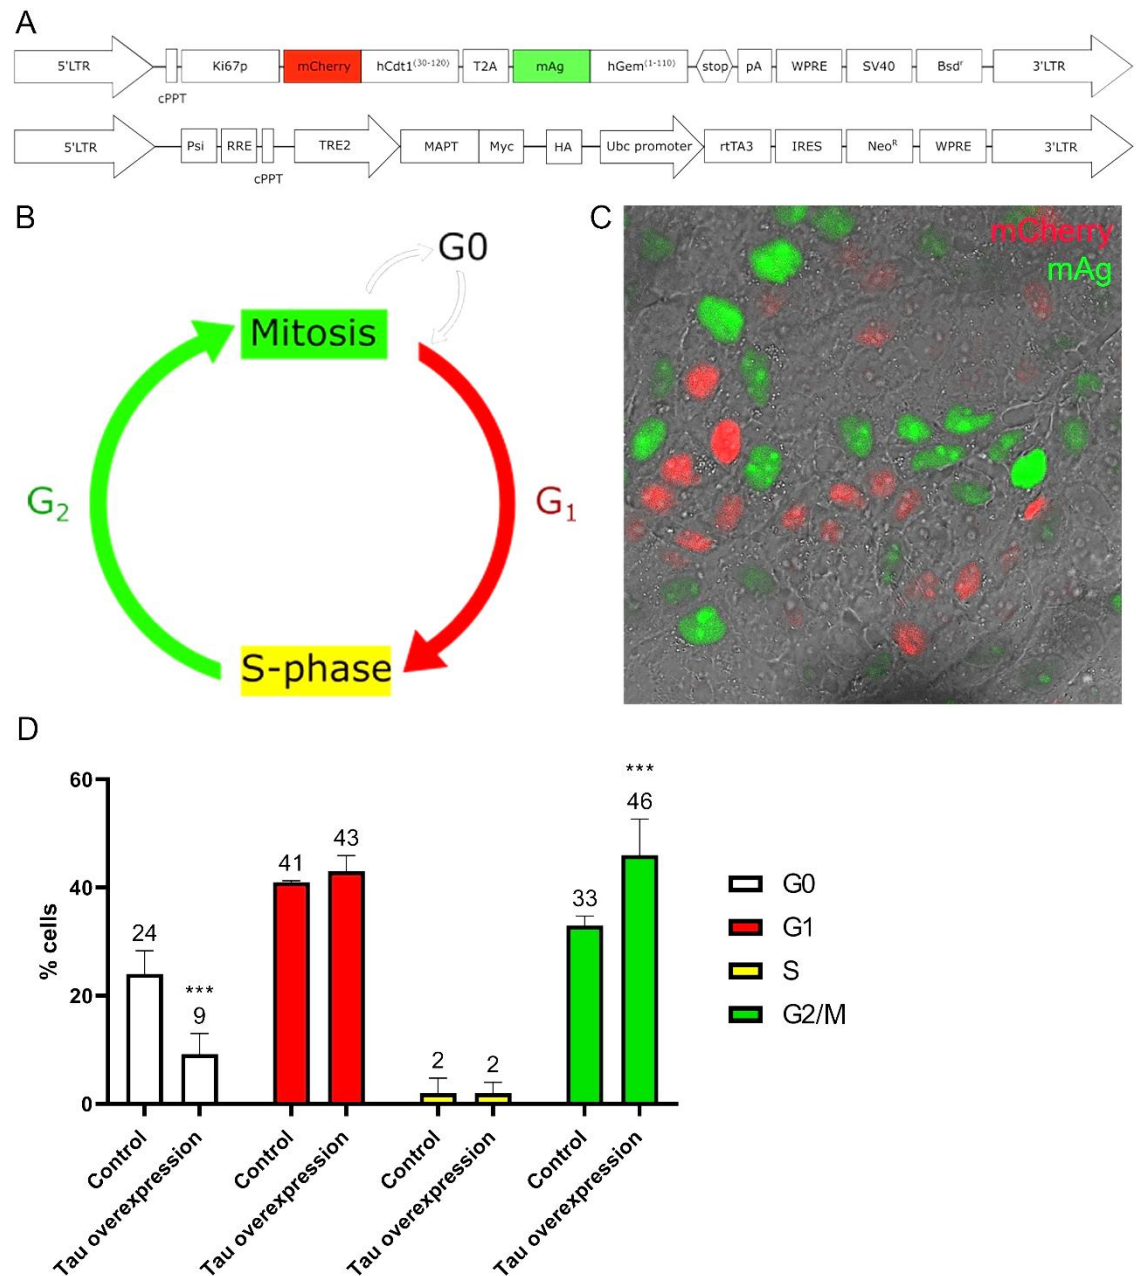 A
5'LTR
cPPT
Ki67p
mCherry
hCdt1(30-120)
T2A
mAg
hGem(1-110)
stop
pA
WPRE
SV40
Bsdr
3'LTR
5'LTR
Psi
RRE
cPPT
TRE2
MAPT
Myc
HA
Ubc promoter
rtTA3
IRES
NeoR
WPRE
3'LTR
B
G0
Mitosis
G2
G1
S-phase
C
mCherry
mAg
D
% cells
60
40
20
0
24
***
9
41
43
2
2
33
***
46
Control
Tau overexpression
Control
Tau overexpression
Control
Tau overexpression
Control
Tau overexpression
G0
G1
S
G2/M